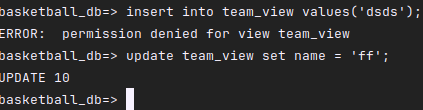 basketball_db=> insert into team_view values('dsds');
ERROR:  permission denied for view team_view
basketball_db=> update team_view set name = 'ff';
UPDATE 10
basketball_db=>